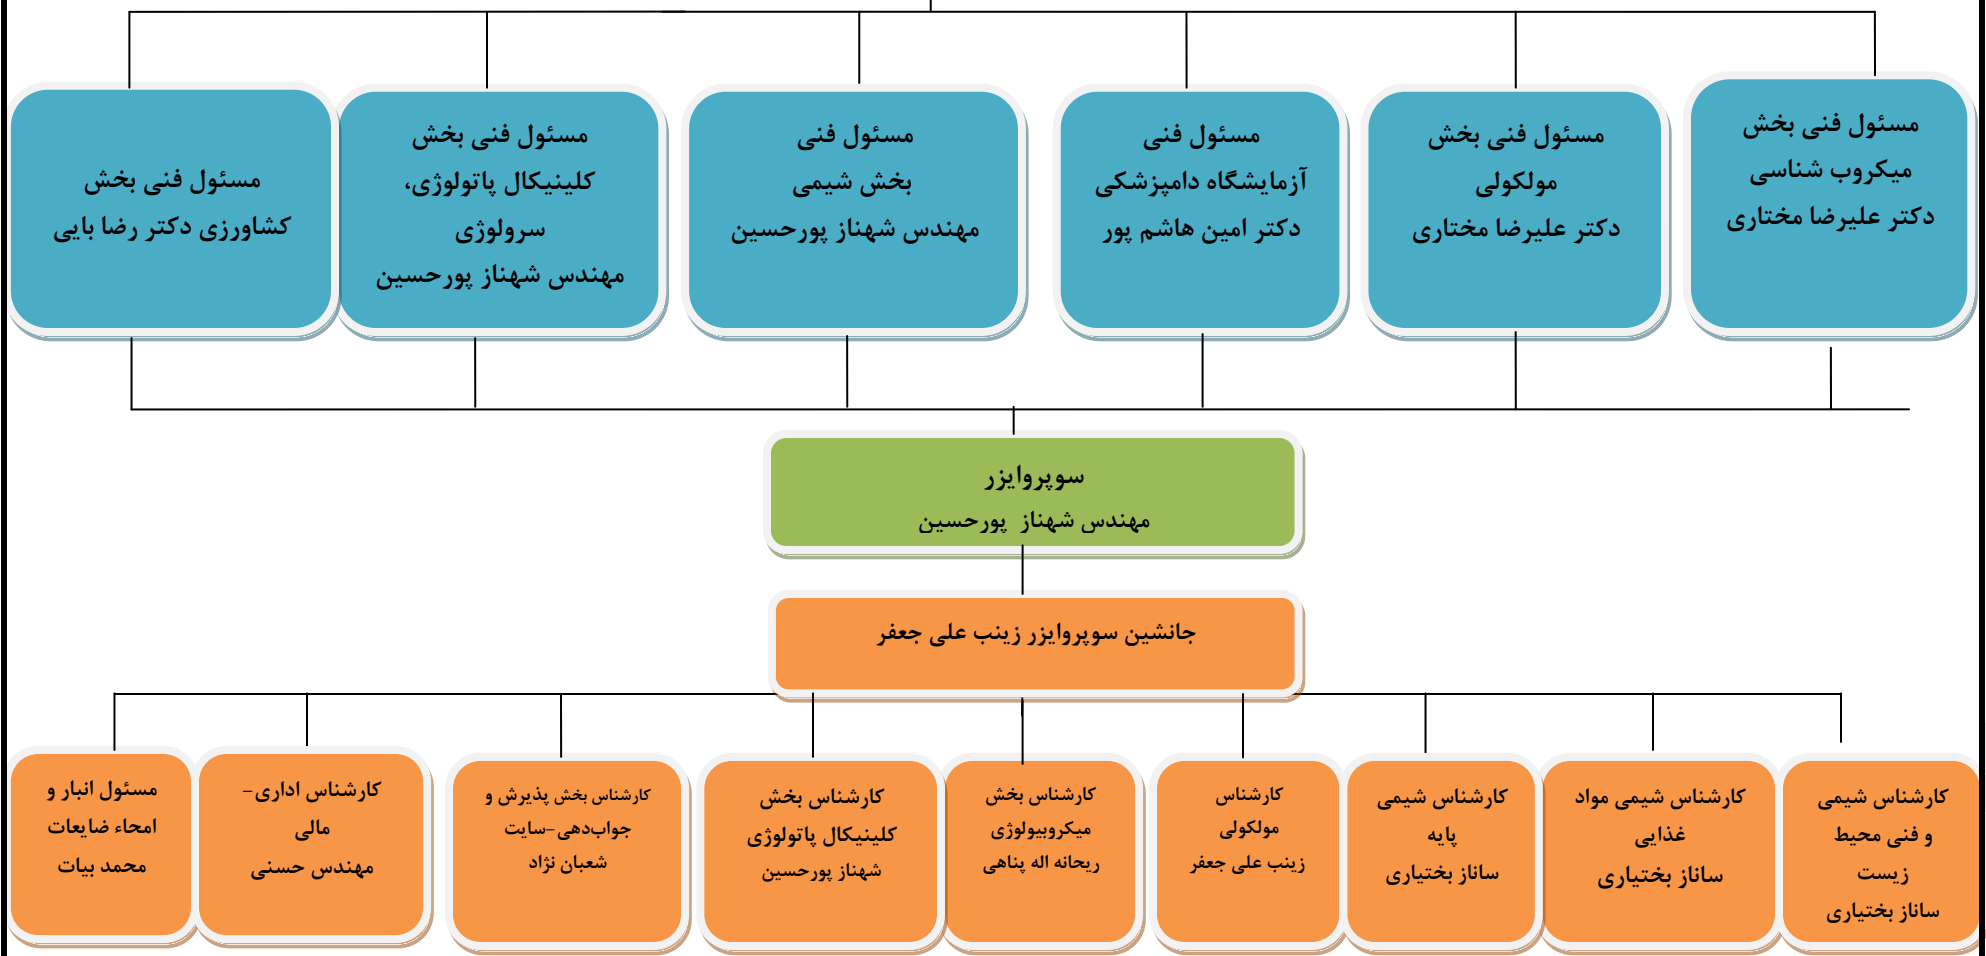 مسئول فنی بخش
میکروب شناسی
دکتر علیرضا مختاری
مسئول فنی بخش
مولکولی
دکتر علیرضا مختاری
مسئول فنی
آزمایشگاه دامپزشکی
دکتر امین هاشم پور
مسئول فنی
بخش شیمی
مهندس شهناز پورحسین
مسئول فنی بخش
کلینیکال پاتولوژی،
سرولوژی
مهندس شهناز پورحسین
مسئول فنی بخش
کشاورزی دکتر رضا بابی
سوپروایزر
مهندس شهناز پورحسین
جانشین سوپروایزر زینب علی جعفر
کارشناس شیمی
و فنی محیط
زیست
ساناز بختیاری
کارشناس شیمی مواد
غذایی
ساناز بختیاری
کارشناس شیمی
پایه
ساناز بختیاری
کارشناس
مولکولی
زینب علی جعفر
کارشناس بخش
میکروبیولوژی
ریحانه اله پناهی
کارشناس بخش
کلینیکال پاتولوژی
شهناز پورحسین
کارشناس بخش پذیرش و
جواب‌دهی-سایت
شعبان نژاد
کارشناس اداری-
مالی
مهندس حسنی
مسئول انبار و
امحاء ضایعات
محمد بیات